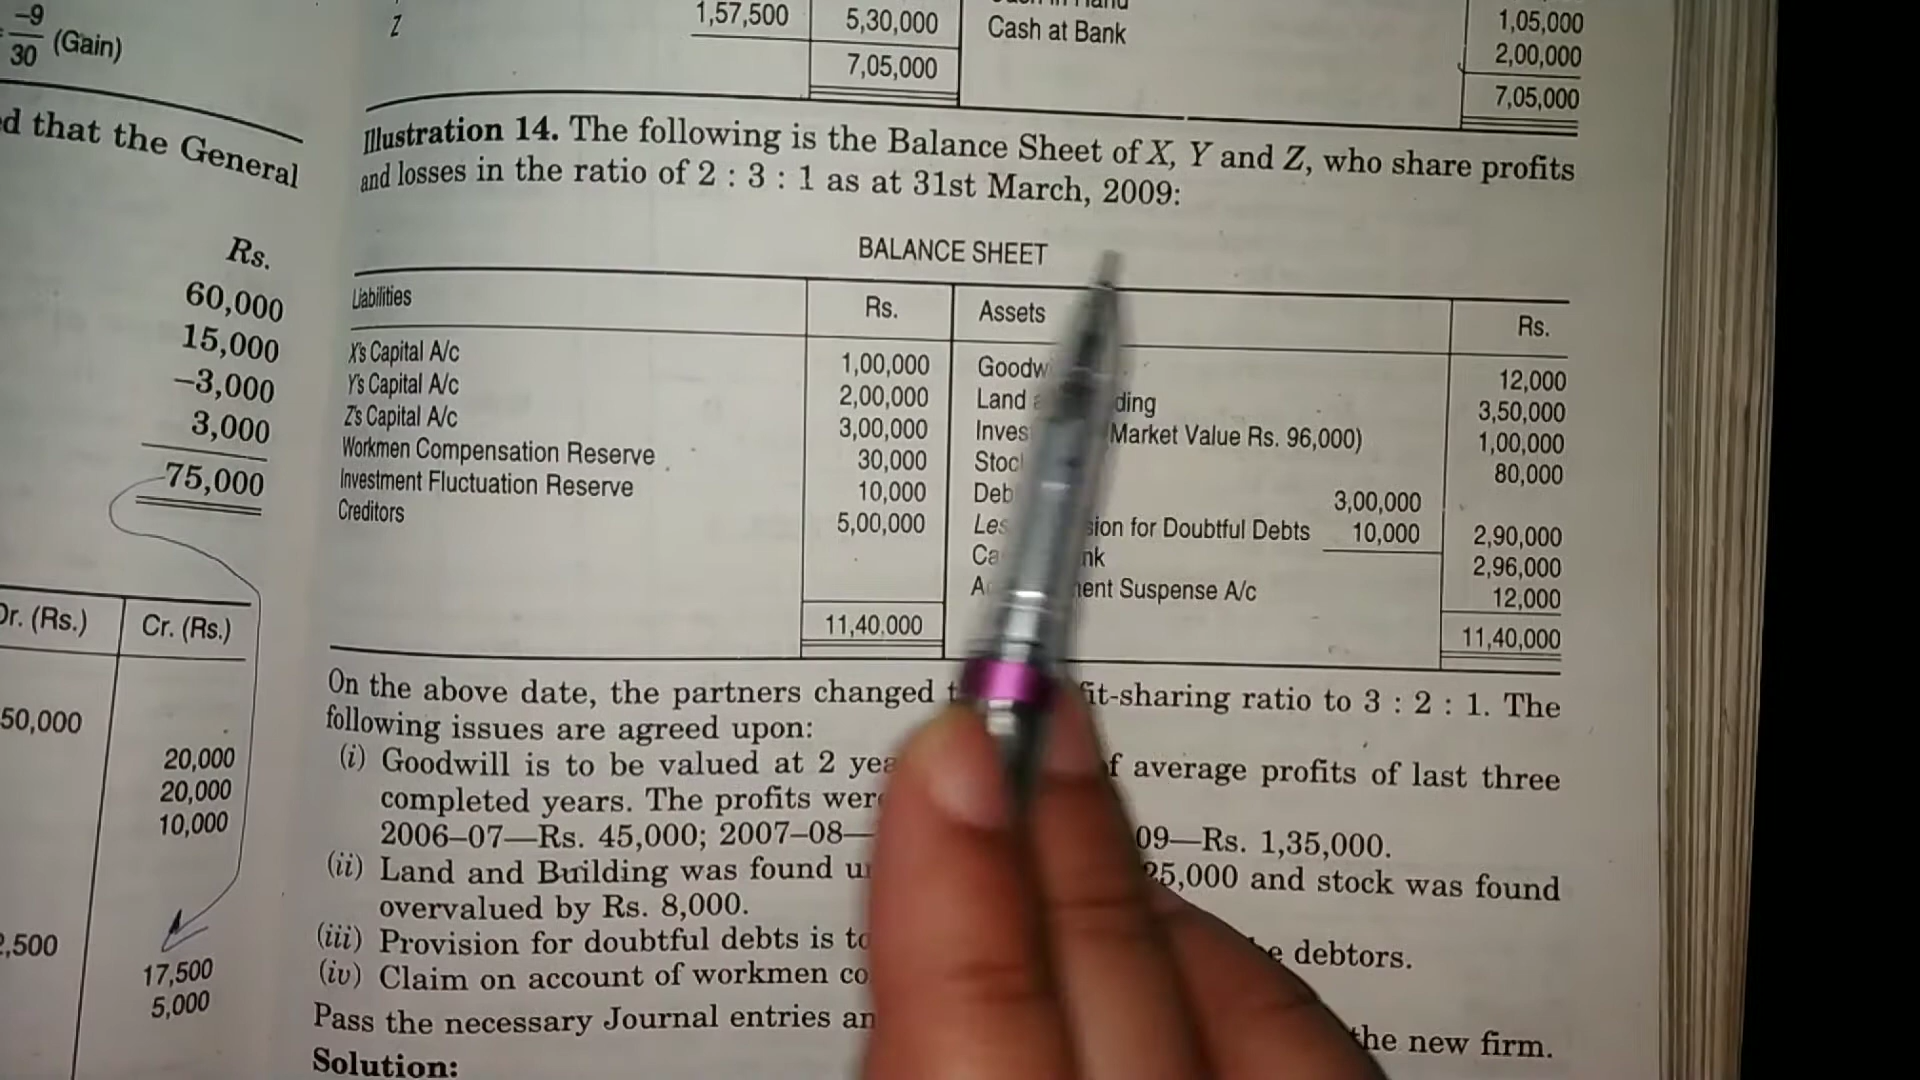 -9
30 (Gain)
d that the General
Rs.
60,000
15,000
-3,000
3,000
75,000
Dr. (Rs.) Cr. (Rs.)
50,000
20,000
20,000
10,000
2,500
17,500
5,000
Z 1,57,500 5,30,000 Cash at Bank 1,05,000
2,00,000
7,05,000 7,05,000
Illustration 14. The following is the Balance Sheet of X, Y and Z, who share profits
and losses in the ratio of 2 : 3 : 1 as at 31st March, 2009:
BALANCE SHEET
Liabilities Rs. Assets Rs.
X's Capital A/c 1,00,000 Goodw 12,000
Y's Capital A/c 2,00,000 Land ding 3,50,000
Z's Capital A/c 3,00,000 Inves Market Value Rs. 96,000) 1,00,000
Workmen Compensation Reserve 30,000 Stoc 80,000
Investment Fluctuation Reserve 10,000 Deb 3,00,000
Creditors 5,00,000 Les sion for Doubtful Debts 10,000 2,90,000
Ca nk 2,96,000
A ent Suspense A/c 12,000
11,40,000 11,40,000
On the above date, the partners changed t fit-sharing ratio to 3 : 2 : 1. The
following issues are agreed upon:
(i) Goodwill is to be valued at 2 yea f average profits of last three
completed years. The profits were
2006–07—Rs. 45,000; 2007–08— 09—Rs. 1,35,000.
(ii) Land and Building was found u 25,000 and stock was found
overvalued by Rs. 8,000.
(iii) Provision for doubtful debts is to e debtors.
(iv) Claim on account of workmen co
Pass the necessary Journal entries an the new firm.
Solution: